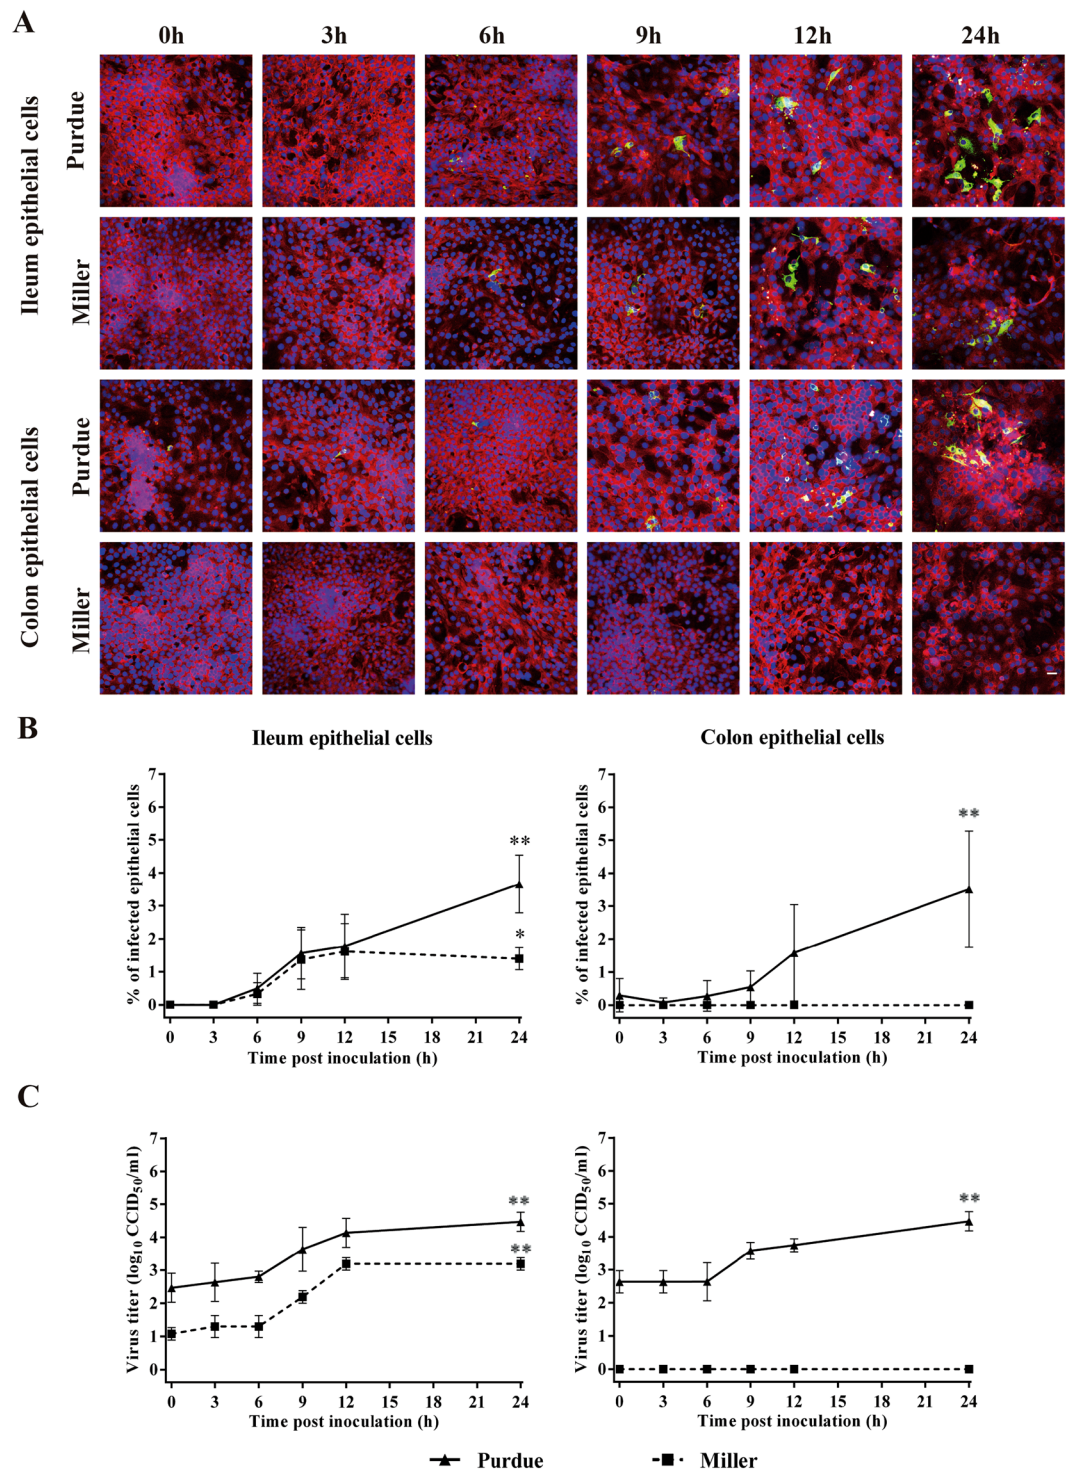 A
0h 3h 6h 9h 12h 24h
Ileum epithelial cells
Purdue
Miller
Colon epithelial cells
Purdue
Miller
B
Ileum epithelial cells
Colon epithelial cells
% of infected epithelial cells
7
6
5
4
3
2
1
0
**
*
0 3 6 9 12 15 18 21 24
Time post inoculation (h)
% of infected epithelial cells
7
6
5
4
3
2
1
0
**
0 3 6 9 12 15 18 21 24
Time post inoculation (h)
C
Virus titer (log10 CCID50/ml)
7
6
5
4
3
2
1
0
**
**
0 3 6 9 12 15 18 21 24
Time post inoculation (h)
Virus titer (log10 CCID50/ml)
7
6
5
4
3
2
1
0
**
0 3 6 9 12 15 18 21 24
Time post inoculation (h)
Purdue Miller